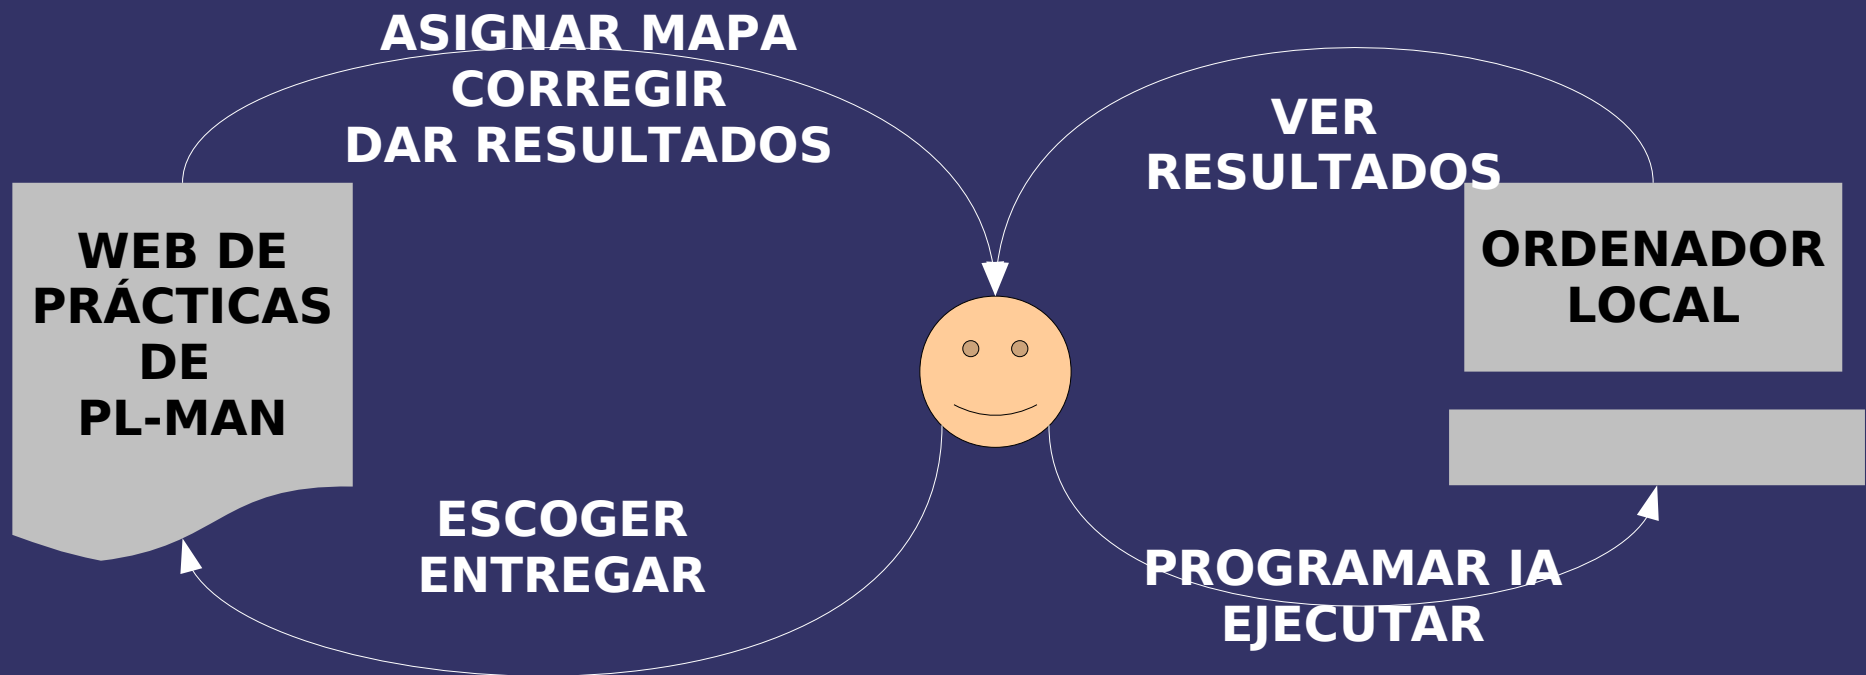 ASIGNAR MAPA
CORREGIR
DAR RESULTADOS
VER
RESULTADOS
WEB DE
PRÁCTICAS
DE
PL-MAN
ORDENADOR
LOCAL
ESCOGER
ENTREGAR
PROGRAMAR IA
EJECUTAR